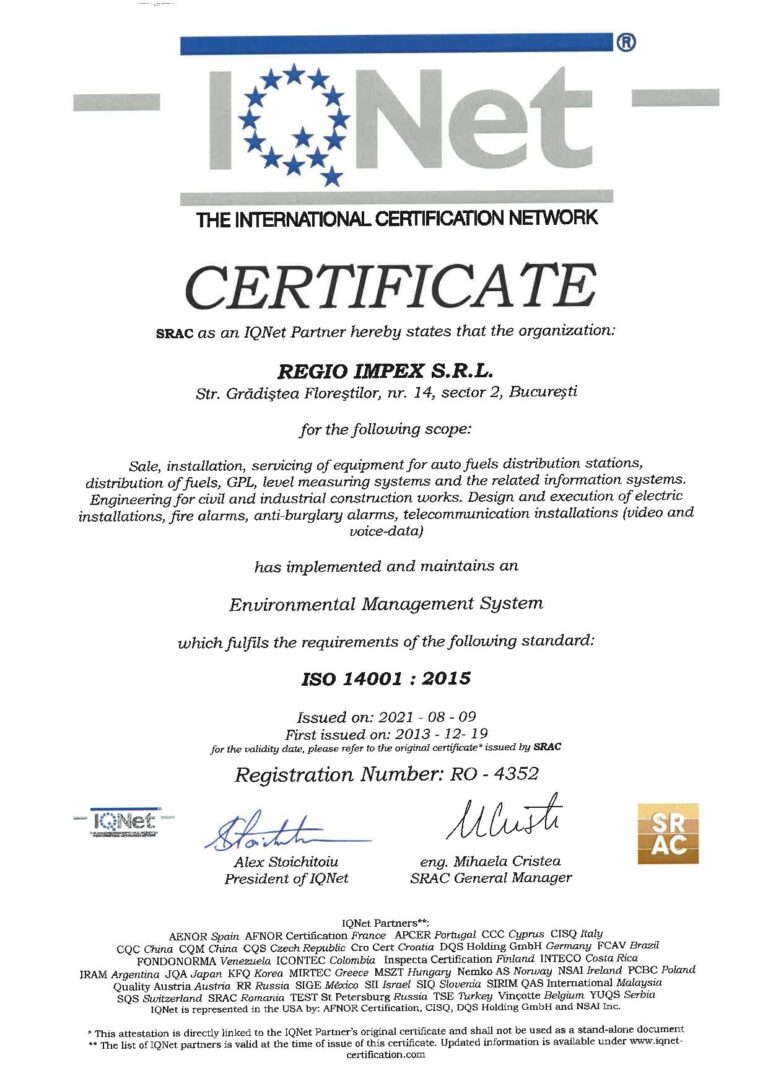 ®
IQNet
THE INTERNATIONAL CERTIFICATION NETWORK
CERTIFICATE
SRAC as an IQNet Partner hereby states that the organization:
REGIO IMPEX S.R.L.
Str. Grădiştea Floreştilor, nr. 14, sector 2, Bucureşti
for the following scope:
Sale, installation, servicing of equipment for auto fuels distribution stations,
distribution of fuels, GPL, level measuring systems and the related information systems.
Engineering for civil and industrial construction works. Design and execution of electric
installations, fire alarms, anti-burglary alarms, telecommunication installations (video and
voice-data)
has implemented and maintains an
Environmental Management System
which fulfils the requirements of the following standard:
ISO 14001 : 2015
Issued on: 2021 - 08 - 09
First issued on: 2013 - 12- 19
for the validity date, please refer to the original certificate* issued by SRAC
Registration Number: RO - 4352
IQNet
SR
AC
Alex Stoichitoiu
President of IQNet
eng. Mihaela Cristea
SRAC General Manager
IQNet Partners**:
AENOR Spain AFNOR Certification France APCER Portugal CCC Cyprus CISQ Italy
CQC China CQM China CQS Czech Republic Cro Cert Croatia DQS Holding GmbH Germany FCAV Brazil
FONDONORMA Venezuela ICONTEC Colombia Inspecta Certification Finland INTECO Costa Rica
IRAM Argentina JQA Japan KFQ Korea MIRTEC Greece MSZT Hungary Nemko AS Norway NSAI Ireland PCBC Poland
Quality Austria Austria RR Russia SIGE México SII Israel SIQ Slovenia SIRIM QAS International Malaysia
SQS Switzerland SRAC Romania TEST St Petersburg Russia TSE Turkey Vinçotte Belgium YUQS Serbia
IQNet is represented in the USA by: AFNOR Certification, CISQ, DQS Holding GmbH and NSAI Inc.
* This attestation is directly linked to the IQNet Partner's original certificate and shall not be used as a stand-alone document
** The list of IQNet partners is valid at the time of issue of this certificate. Updated information is available under www.iqnet-
certification.com